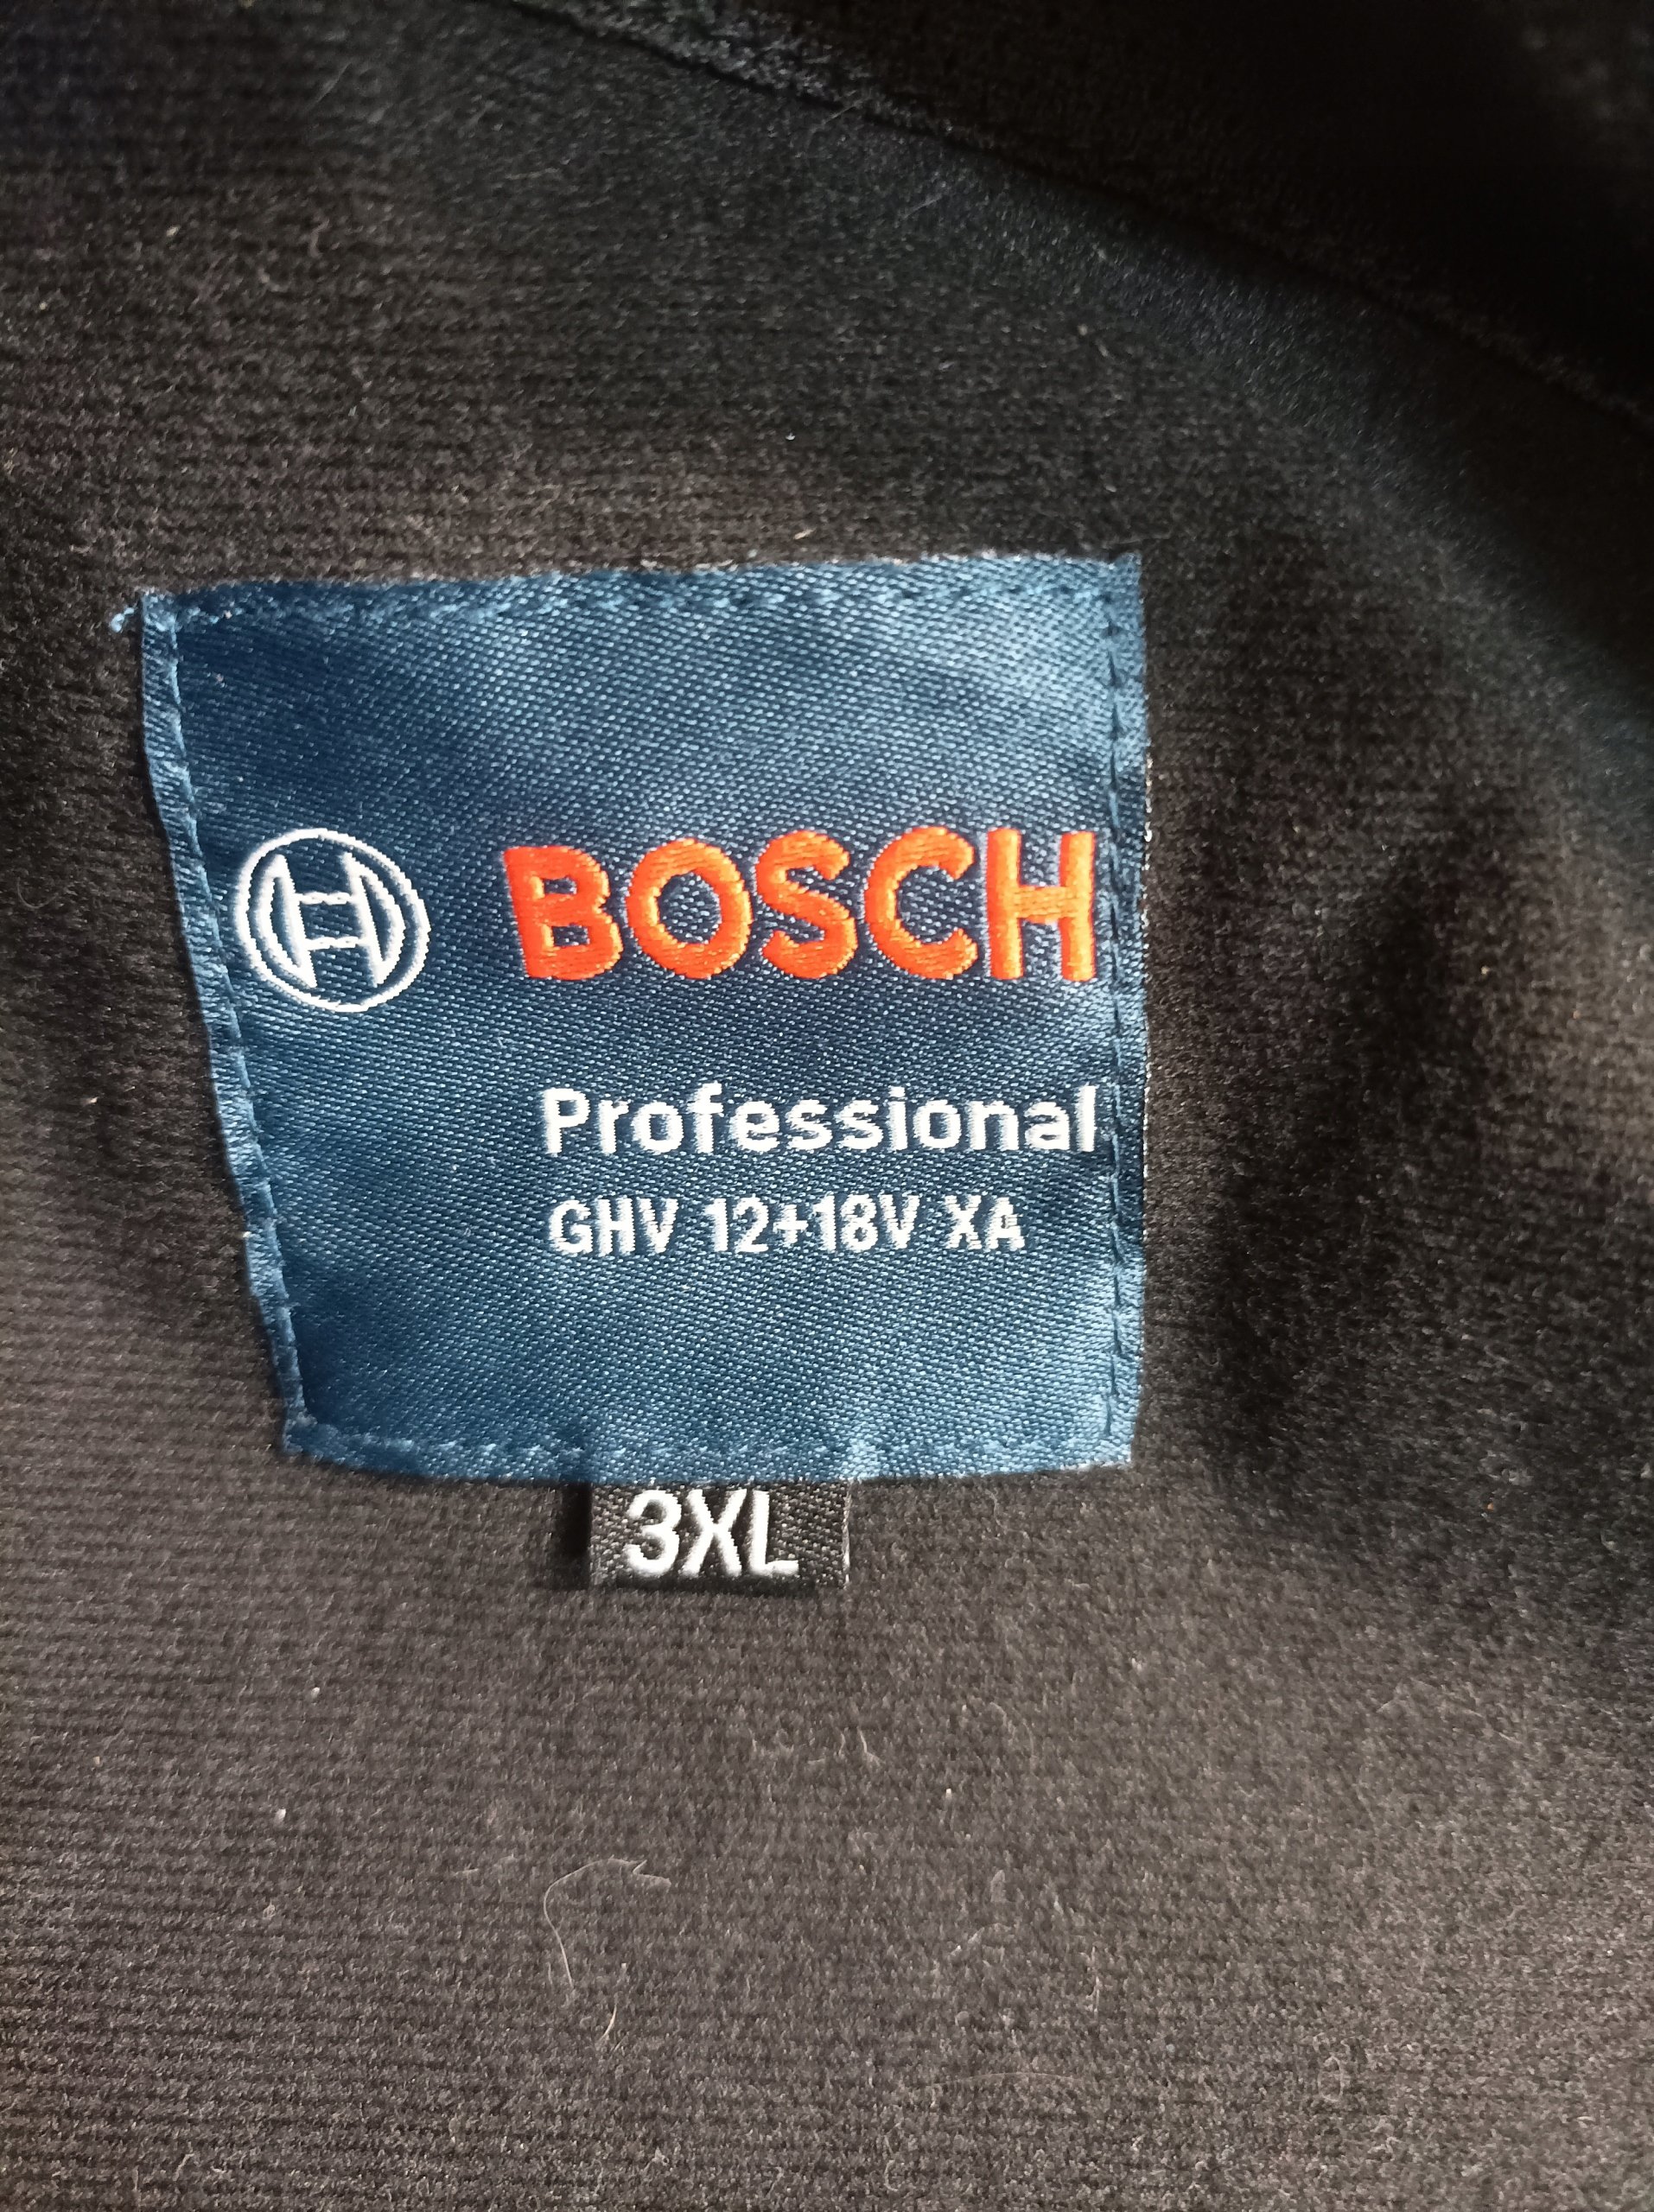 BOSCH
Professional
GHV 12+18V XA
3XL